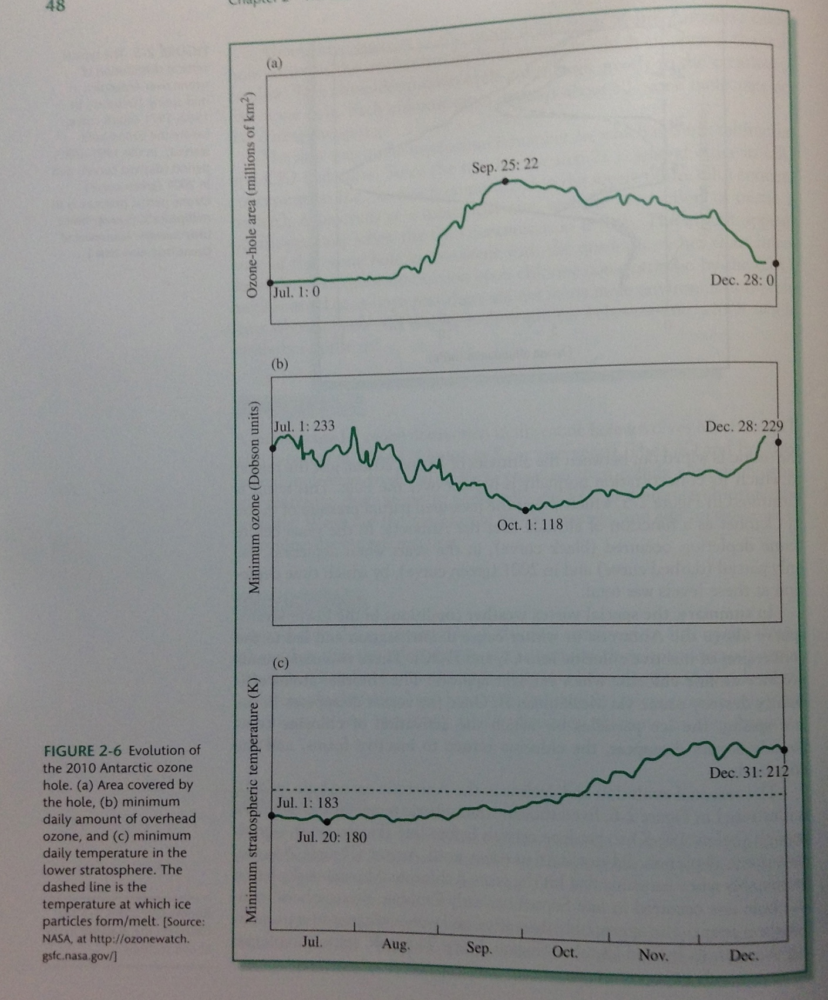 48
(a)
Ozone-hole area (millions of km²)
Sep. 25: 22
Jul. 1: 0
Dec. 28: 0
(b)
Minimum ozone (Dobson units)
Jul. 1: 233
Dec. 28: 229
Oct. 1: 118
(c)
Minimum stratospheric temperature (K)
Jul. 1: 183
Jul. 20: 180
Dec. 31: 212
Jul. Aug. Sep. Oct. Nov. Dec.
FIGURE 2-6 Evolution of
the 2010 Antarctic ozone
hole. (a) Area covered by
the hole, (b) minimum
daily amount of overhead
ozone, and (c) minimum
daily temperature in the
lower stratosphere. The
dashed line is the
temperature at which ice
particles form/melt. [Source:
NASA, at http://ozonewatch.
gsfc.nasa.gov/]